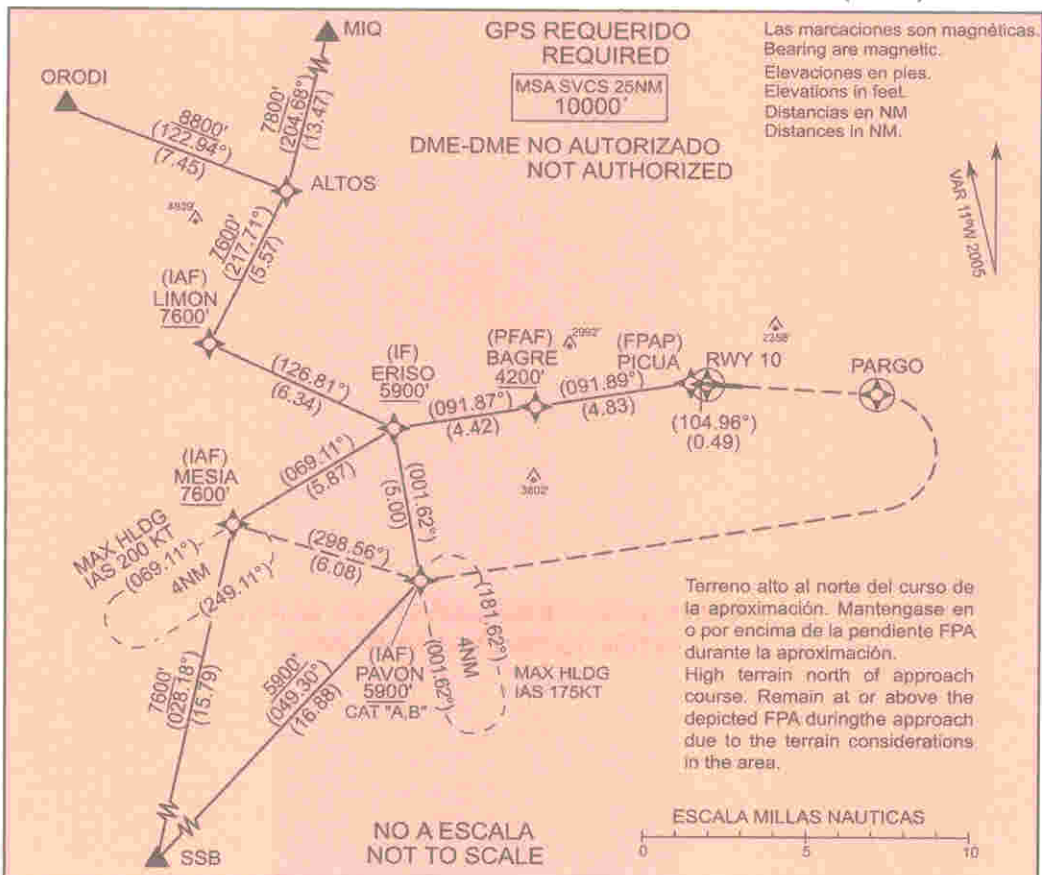 MIQ
ORODI
GPS REQUERIDO
REQUIRED
MSA SVCS 25NM
10000'
DME-DME NO AUTORIZADO
NOT AUTHORIZED
Las marcaciones son magnéticas.
Bearing are magnetic.
Elevaciones en pies.
Elevations in feet.
Distancias en NM
Distances in NM.
VAR 11°W 2005
8800'
(122.94°)
(7.45)
7800'
(204.68°)
(13.47)
ALTOS
7600'
(217.71°)
(5.57)
(IAF)
LIMON
7600'
(126.81°)
(6.34)
(IF)
ERISO
5900'
(091.87°)
(4.42)
(PFAF)
BAGRE
4200'
2992'
(091.89°)
(4.83)
(FPAP)
PICUA
2358'
RWY 10
(104.96°)
(0.49)
PARGO
3802'
(IAF)
MESIA
7600'
(069.11°)
(5.87)
(001.62°)
(5.00)
(298.56°)
(6.08)
MAX HLDG
IAS 200 KT
(069.11°)
4NM
(249.11°)
(181.62°)
4NM
(001.62°)
MAX HLDG
IAS 175KT
(IAF)
PAVON
5900'
CAT "A,B"
7600'
(028.18°)
(15.79)
5900'
(049.30°)
(16.88)
SSB
Terreno alto al norte del curso de
la aproximación. Mantengase en
o por encima de la pendiente FPA
durante la aproximación.
High terrain north of approach
course. Remain at or above the
depicted FPA duringthe approach
due to the terrain considerations
in the area.
NO A ESCALA
NOT TO SCALE
ESCALA MILLAS NAUTICAS
0 5 10